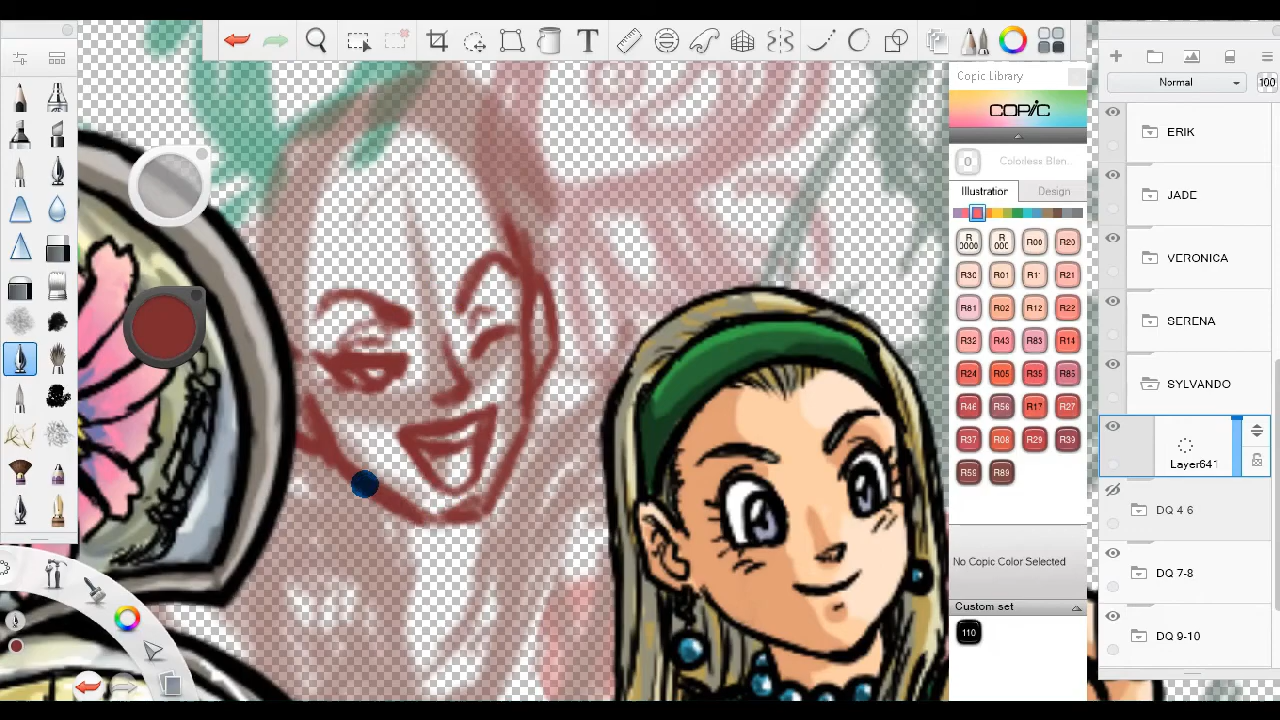 T
Copic Library
COPIC
0 Colorless Blen...
Illustration Design
R0000 R000 R00 R20
R30 R01 R11 R21
R81 R02 R12 R22
R32 R43 R83 R14
R24 R05 R35 R85
R46 R56 R17 R27
R37 R08 R29 R39
R59 R89
No Copic Color Selected
Custom set
110
Normal 100
ERIK
JADE
VERONICA
SERENA
SYLVANDO
Layer641
DQ 4 6
DQ 7-8
DQ 9-10